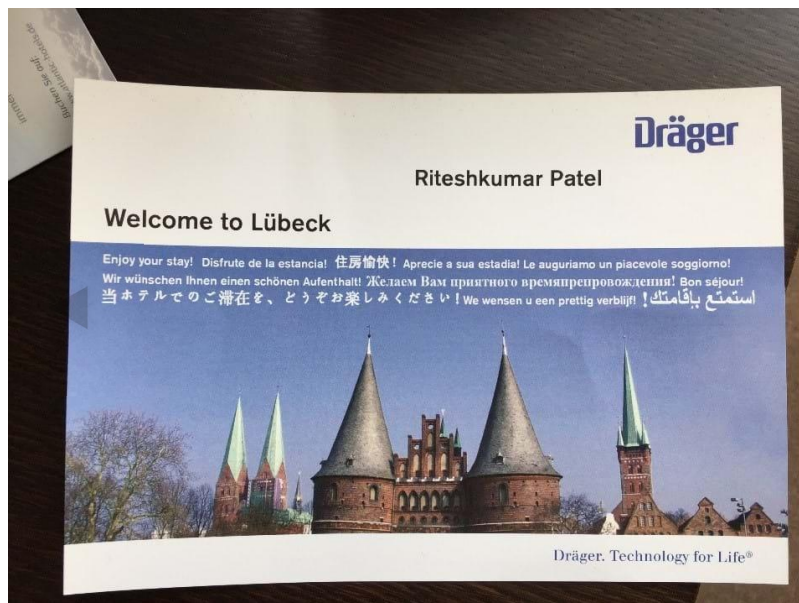 Buchen Sie auf:
Dräger
Riteshkumar Patel
Welcome to Lübeck
Enjoy your stay! Disfrute de la estancia! 住房愉快! Aprecie a sua estadia! Le auguriamo un piacevole soggiorno!
Wir wünschen Ihnen einen schönen Aufenthalt! Желаем Вам приятного времяпрепровождения! Bon séjour!
当ホテルでのご滞在を、どうぞお楽しみください!We wensen u een prettig verblijf! استمتع بإقامتك!
Dräger. Technology for Life®